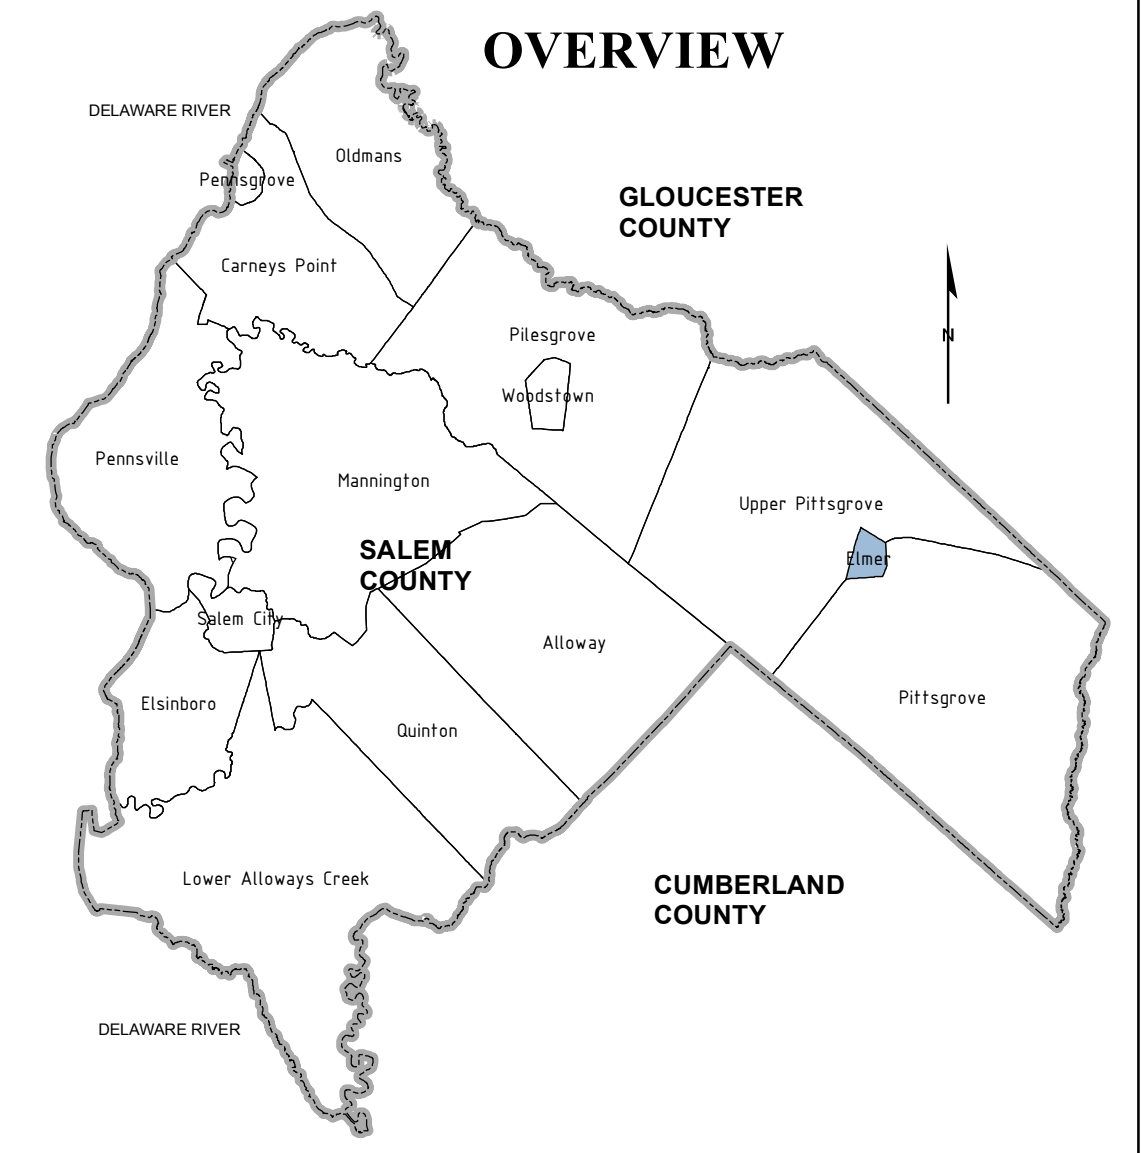 OVERVIEW
DELAWARE RIVER
Oldmans
Pennsgrove
GLOUCESTER
COUNTY
Carneys Point
Pilesgrove
N
Woodstown
Pennsville
Mannington
Upper Pittsgrove
SALEM
COUNTY
Elmer
Salem City
Alloway
Elsinboro
Pittsgrove
Quinton
Lower Alloways Creek
CUMBERLAND
COUNTY
DELAWARE RIVER